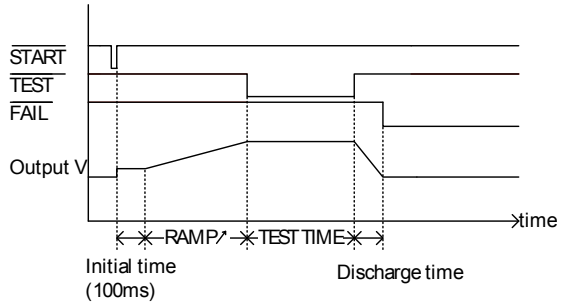 START
TEST
FAIL
Output V
time
RAMP↗ TEST TIME
Initial time
(100ms)
Discharge time